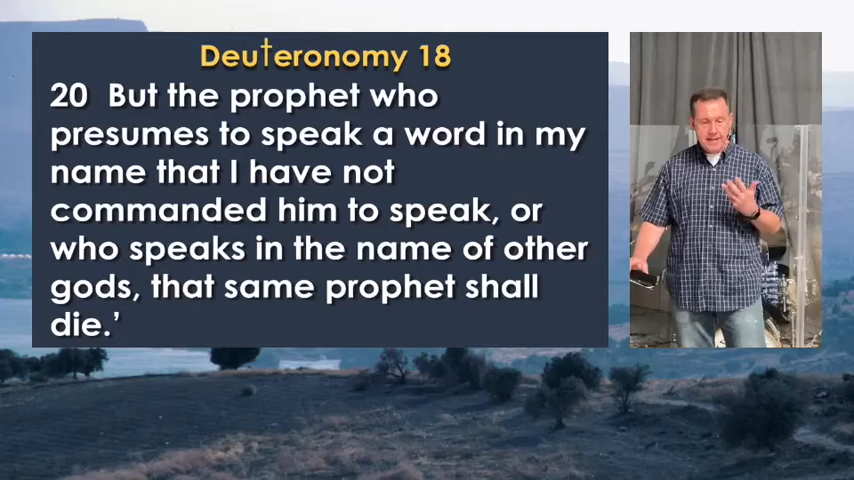 Deuteronomy 18
20 But the prophet who
presumes to speak a word in my
name that I have not
commanded him to speak, or
who speaks in the name of other
gods, that same prophet shall
die.’